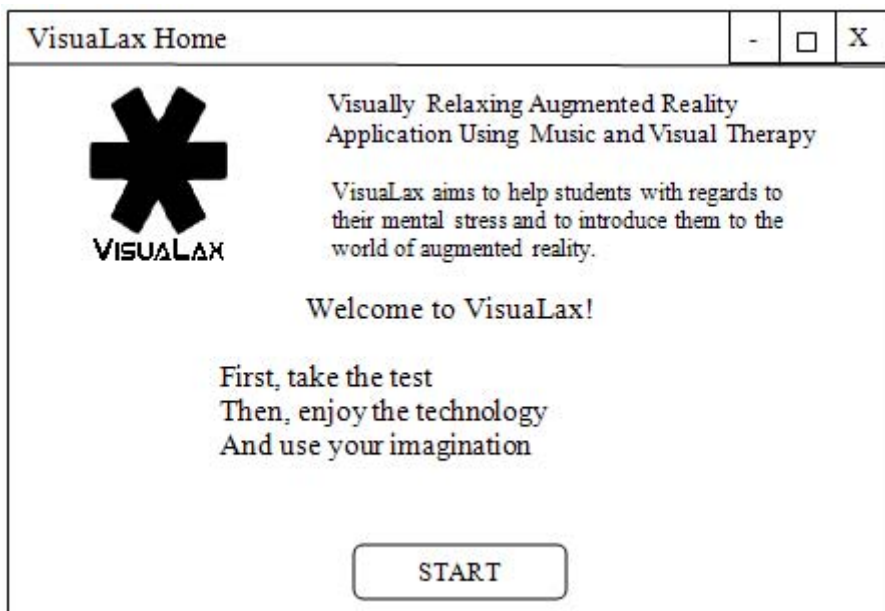 VisuaLax Home
- □ X
Visually Relaxing Augmented Reality
Application Using Music and Visual Therapy
VisuaLax aims to help students with regards to
their mental stress and to introduce them to the
world of augmented reality.
VISUALAX
Welcome to VisuaLax!
First, take the test
Then, enjoy the technology
And use your imagination
START